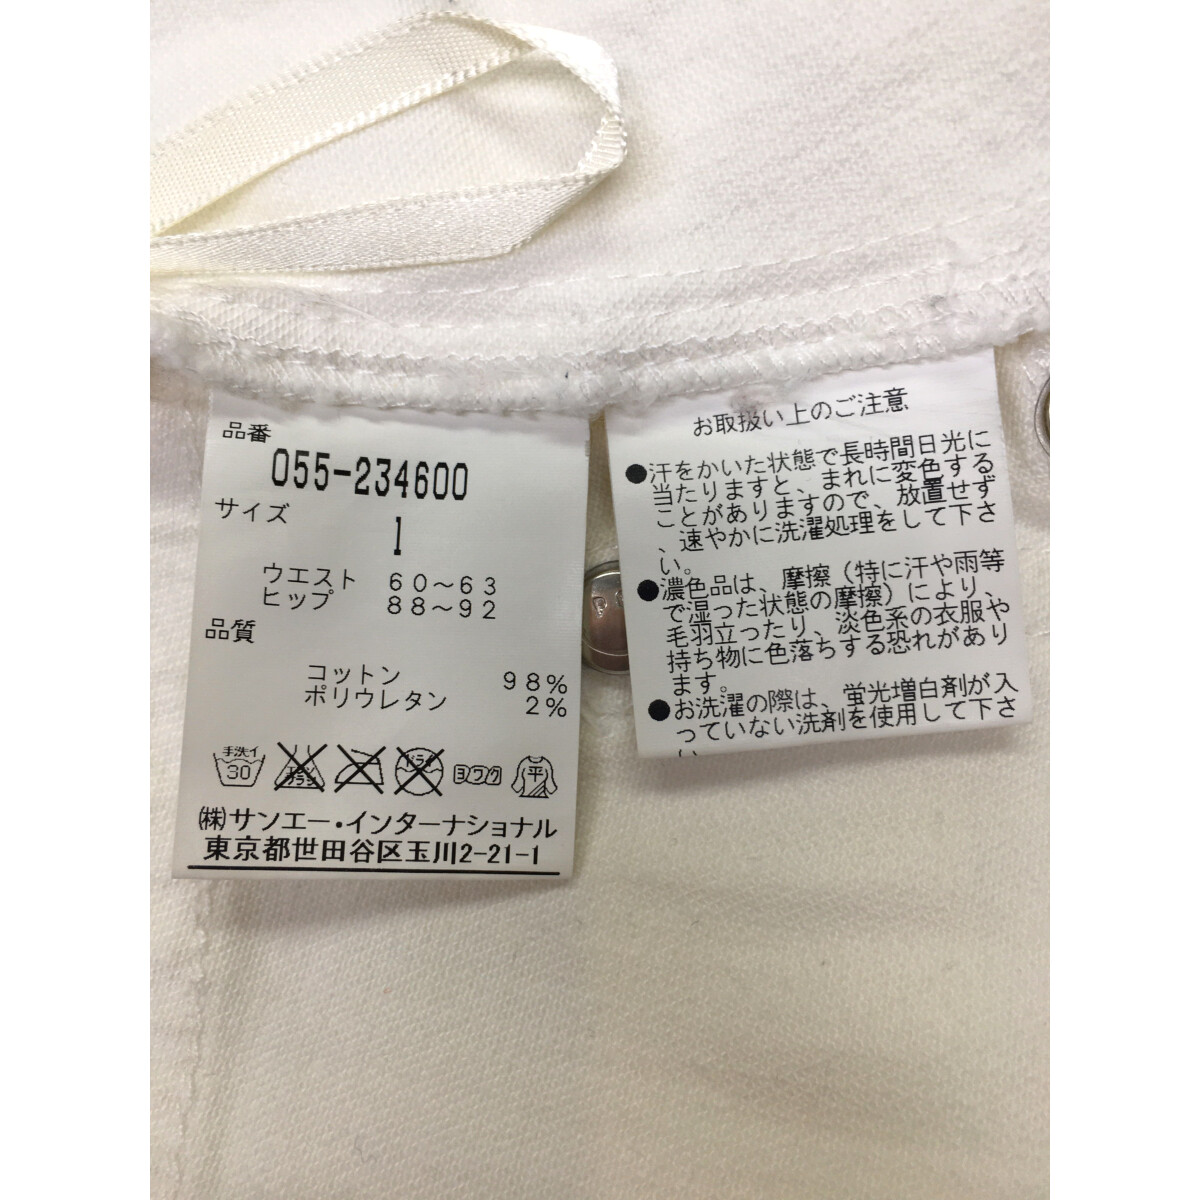 品番
055-234600
サイズ
1
ウエスト 60～63
ヒップ 88～92
品質
コットン 98%
ポリウレタン 2%
手洗イ
30
エンソ
サラシ
ドライ
ヨワク
平
㈱サンエー・インターナショナル
東京都世田谷区玉川2-21-1
お取扱い上のご注意
●汗をかいた状態で長時間日光に
当たりますと、まれに変色する
ことがありますので、放置せず
、速やかに洗濯処理をして下さ
い。
●濃色品は、摩擦（特に汗や雨等
で湿った状態の摩擦）により、
毛羽立ったり、淡色系の衣服や
持ち物に色落ちする恐れがあり
ます。
●お洗濯の際は、蛍光増白剤が入
っていない洗剤を使用して下さ
い